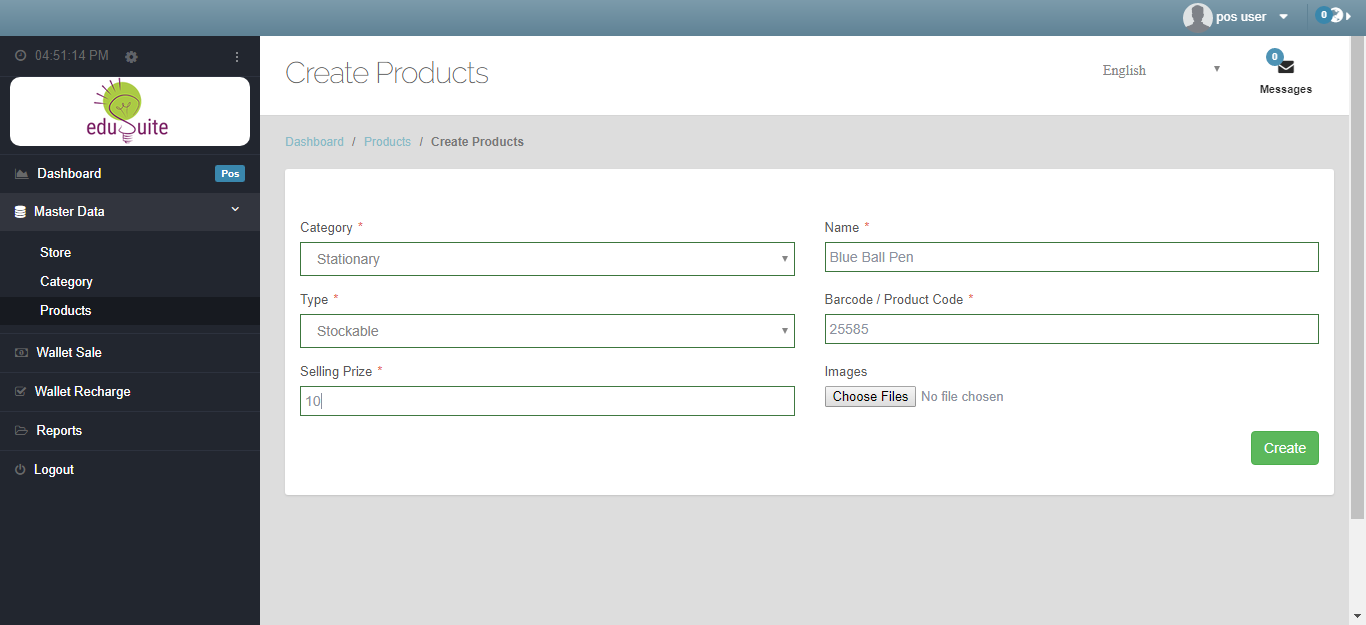 pos user
0
04:51:14 PM
eduSuite
Dashboard Pos
Master Data
Store
Category
Products
Wallet Sale
Wallet Recharge
Reports
Logout
Create Products
English
0
Messages
Dashboard / Products / Create Products
Category *
Stationary
Name *
Blue Ball Pen
Type *
Stockable
Barcode / Product Code *
25585
Selling Prize *
10
Images
Choose Files No file chosen
Create